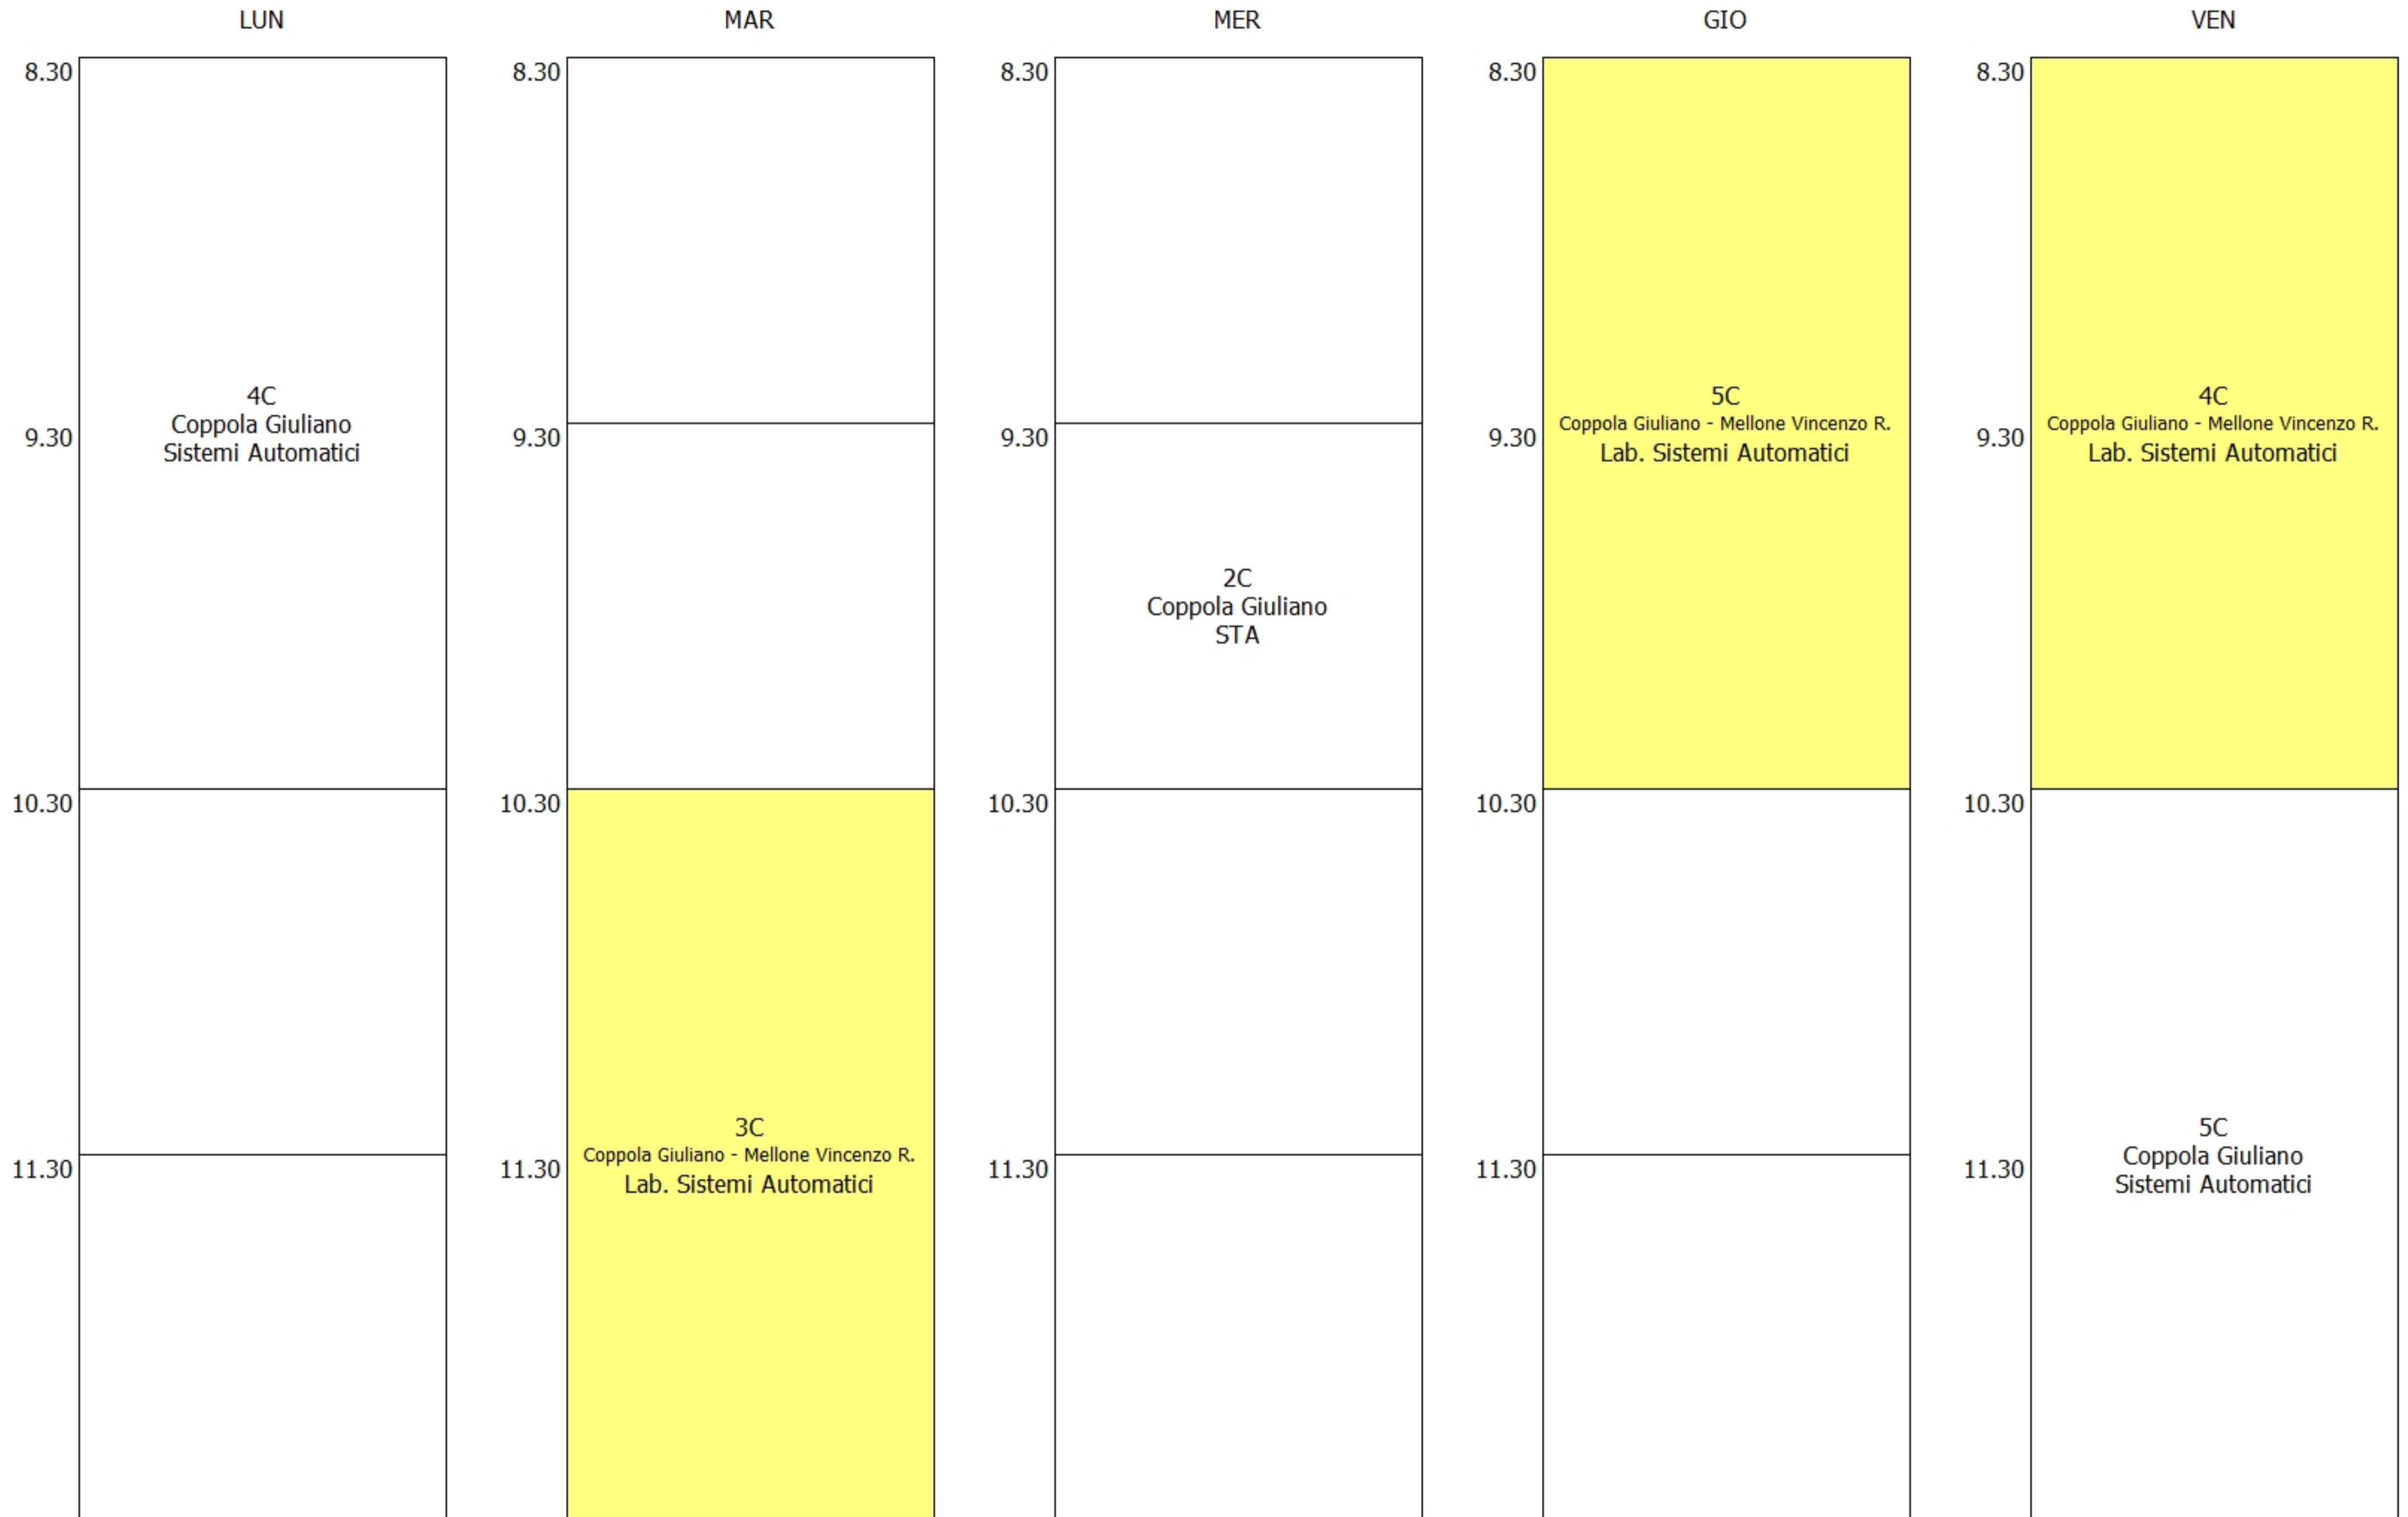 LUN
8.30
4C
Coppola Giuliano
9.30
Sistemi Automatici
10.30
11.30
MAR
8.30
9.30
10.30
3C
Coppola Giuliano - Mellone Vincenzo R.
11.30
Lab. Sistemi Automatici
MER
8.30
9.30
2C
Coppola Giuliano
STA
10.30
11.30
GIO
8.30
5C
Coppola Giuliano - Mellone Vincenzo R.
9.30
Lab. Sistemi Automatici
10.30
11.30
VEN
8.30
4C
Coppola Giuliano - Mellone Vincenzo R.
9.30
Lab. Sistemi Automatici
10.30
5C
Coppola Giuliano
11.30
Sistemi Automatici